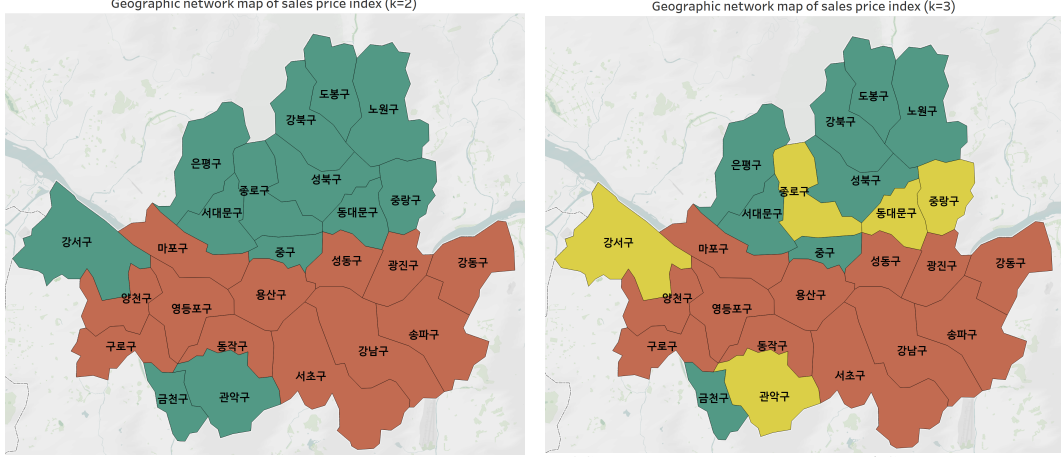 Geographic network map of sales price index (k=2)
도봉구
노원구
강북구
은평구
성북구
종로구
중랑구
서대문구
동대문구
강서구
마포구
중구
성동구
광진구
강동구
양천구
영등포구
용산구
송파구
구로구
동작구
강남구
서초구
금천구
관악구
Geographic network map of sales price index (k=3)
도봉구
노원구
강북구
은평구
성북구
종로구
중랑구
서대문구
동대문구
강서구
마포구
중구
성동구
광진구
강동구
양천구
영등포구
용산구
송파구
구로구
동작구
강남구
서초구
금천구
관악구